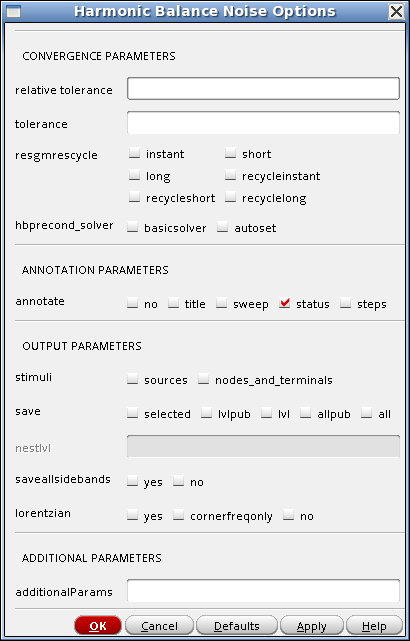 Harmonic Balance Noise Options
CONVERGENCE PARAMETERS
relative tolerance
tolerance
resgmrescycle instant short
long recycleinstant
recycleshort recyclelong
hbprecond_solver basicsolver autoset
ANNOTATION PARAMETERS
annotate no title sweep status steps
OUTPUT PARAMETERS
stimuli sources nodes_and_terminals
save selected lvlpub lvl allpub all
nestlvl
saveallsidebands yes no
lorentzian yes cornerfreqonly no
ADDITIONAL PARAMETERS
additionalParams
OK Cancel Defaults Apply Help